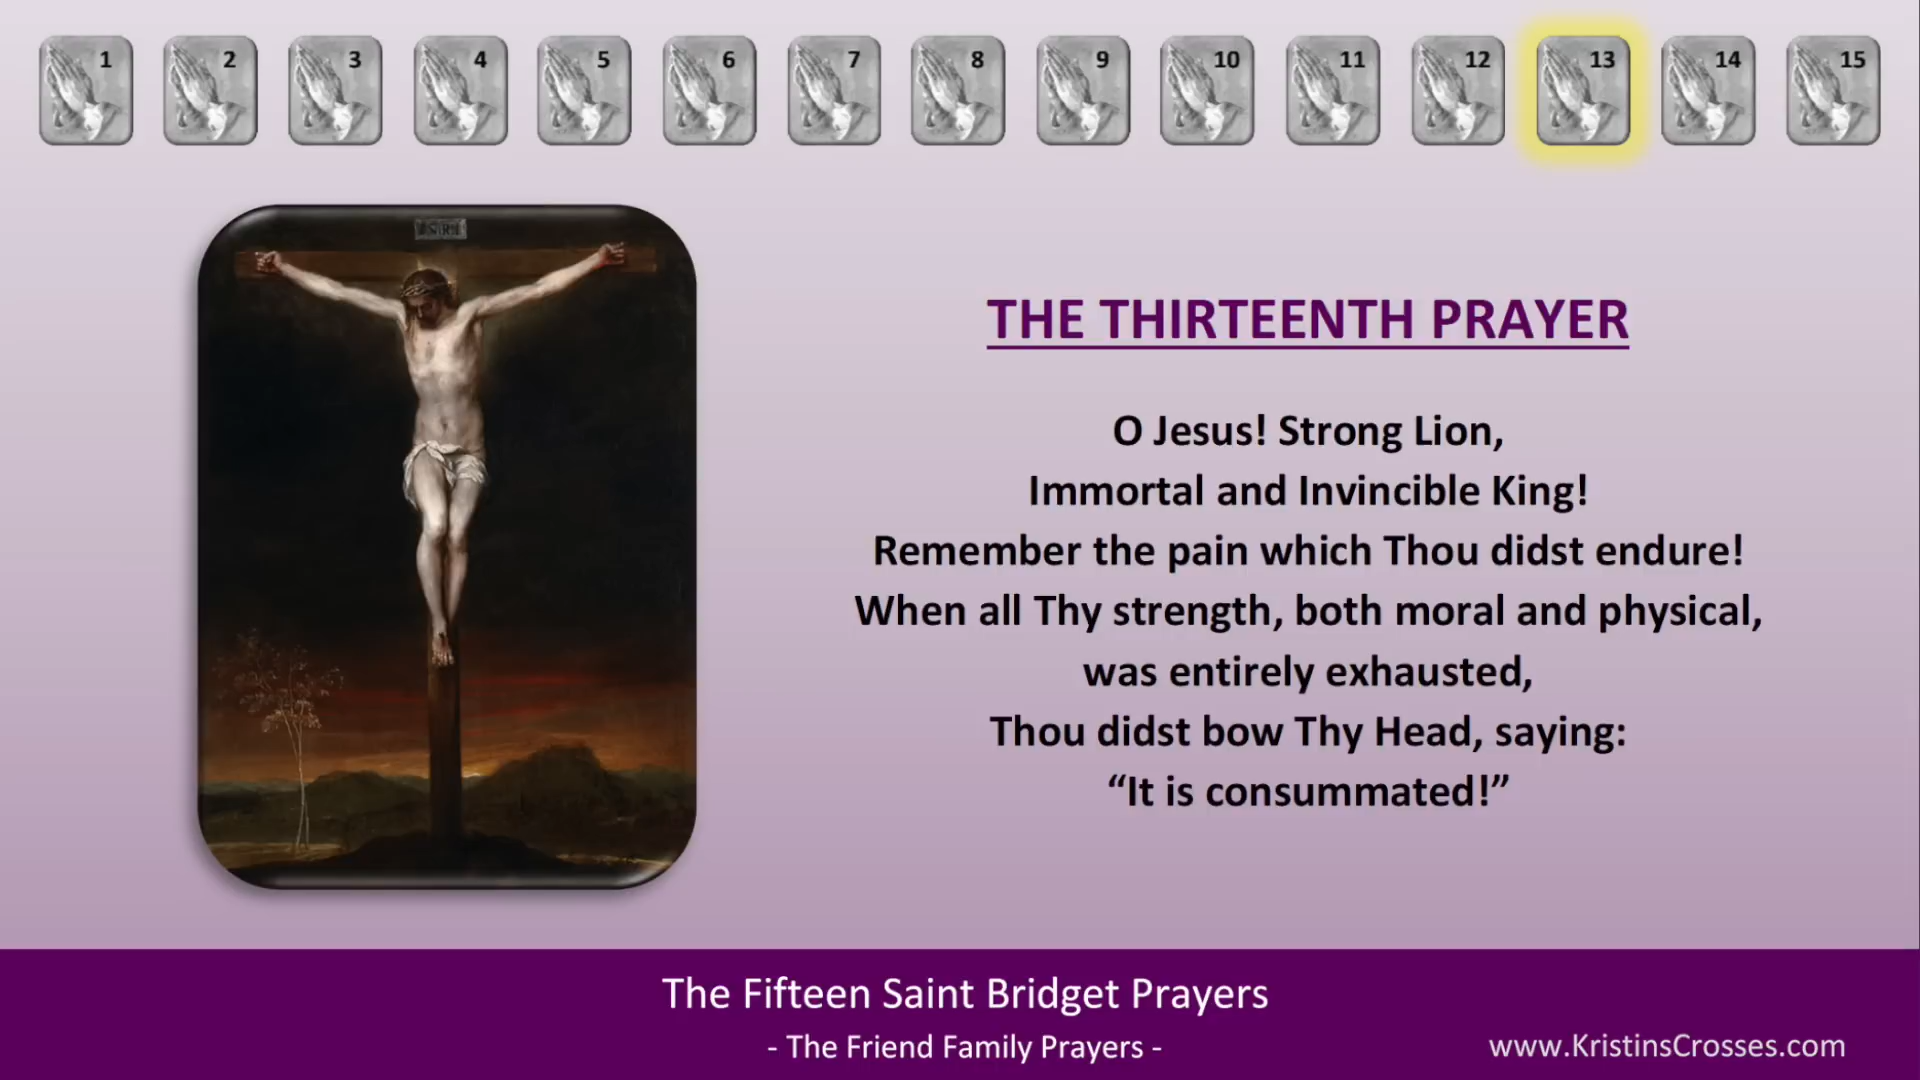 1 2 3 4 5 6 7 8 9 10 11 12 13 14 15
INRI
THE THIRTEENTH PRAYER
O Jesus! Strong Lion,
Immortal and Invincible King!
Remember the pain which Thou didst endure!
When all Thy strength, both moral and physical,
was entirely exhausted,
Thou didst bow Thy Head, saying:
“It is consummated!”
The Fifteen Saint Bridget Prayers
- The Friend Family Prayers -
www.KristinsCrosses.com